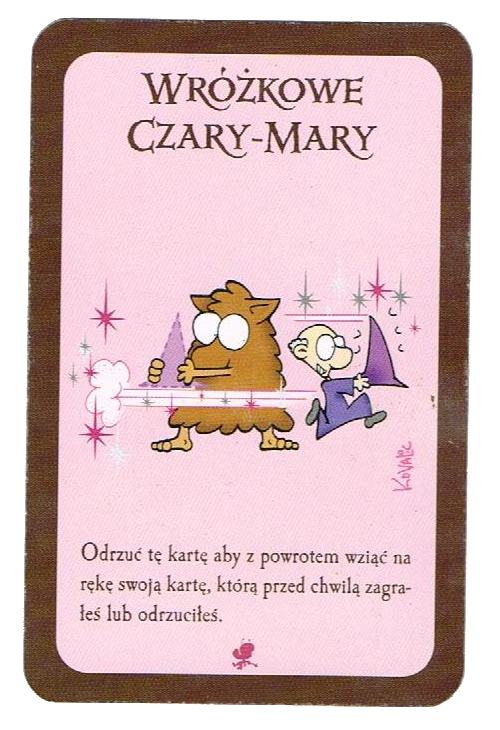 WRÓŻKOWE
CZARY-MARY
KOVALIC
Odrzuć tę kartę aby z powrotem wziąć na
rękę swoją kartę, którą przed chwilą zagra-
łeś lub odrzuciłeś.